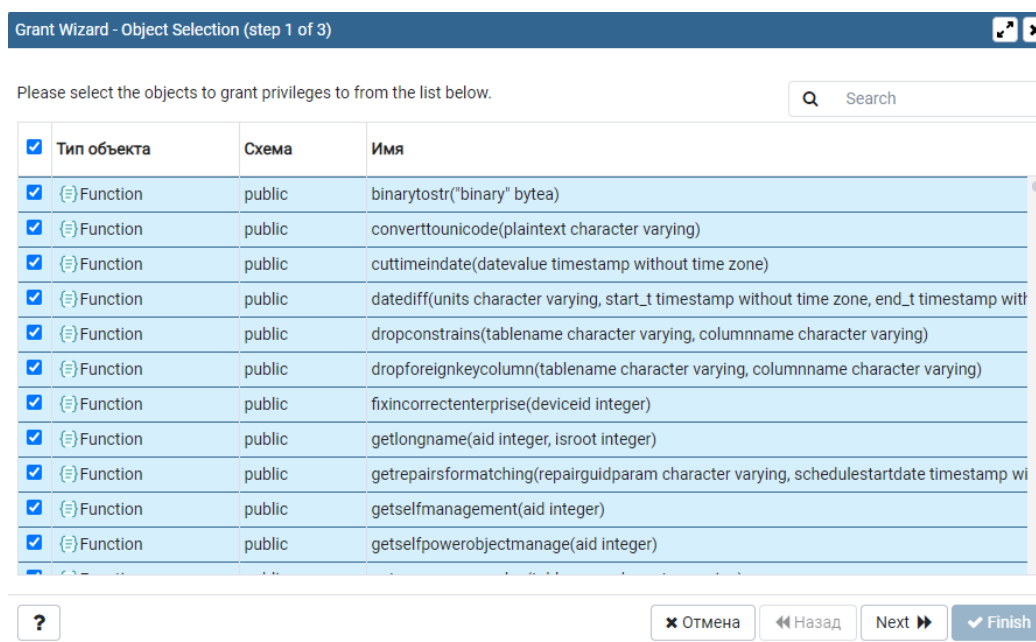 Grant Wizard - Object Selection (step 1 of 3)
Please select the objects to grant privileges to from the list below.
Search
Тип объекта Схема Имя
Function public binarytostr("binary" bytea)
Function public converttounicode(plaintext character varying)
Function public cuttimeindate(datevalue timestamp without time zone)
Function public datediff(units character varying, start_t timestamp without time zone, end_t timestamp with
Function public dropconstrains(tablename character varying, columnname character varying)
Function public dropforeignkeycolumn(tablename character varying, columnname character varying)
Function public fixincorrectenterprise(deviceid integer)
Function public getlongname(aid integer, isroot integer)
Function public getrepairsformatching(repairguidparam character varying, schedulestartdate timestamp wi
Function public getselfmanagement(aid integer)
Function public getselfpowerobjectmanage(aid integer)
? Отмена Назад Next Finish